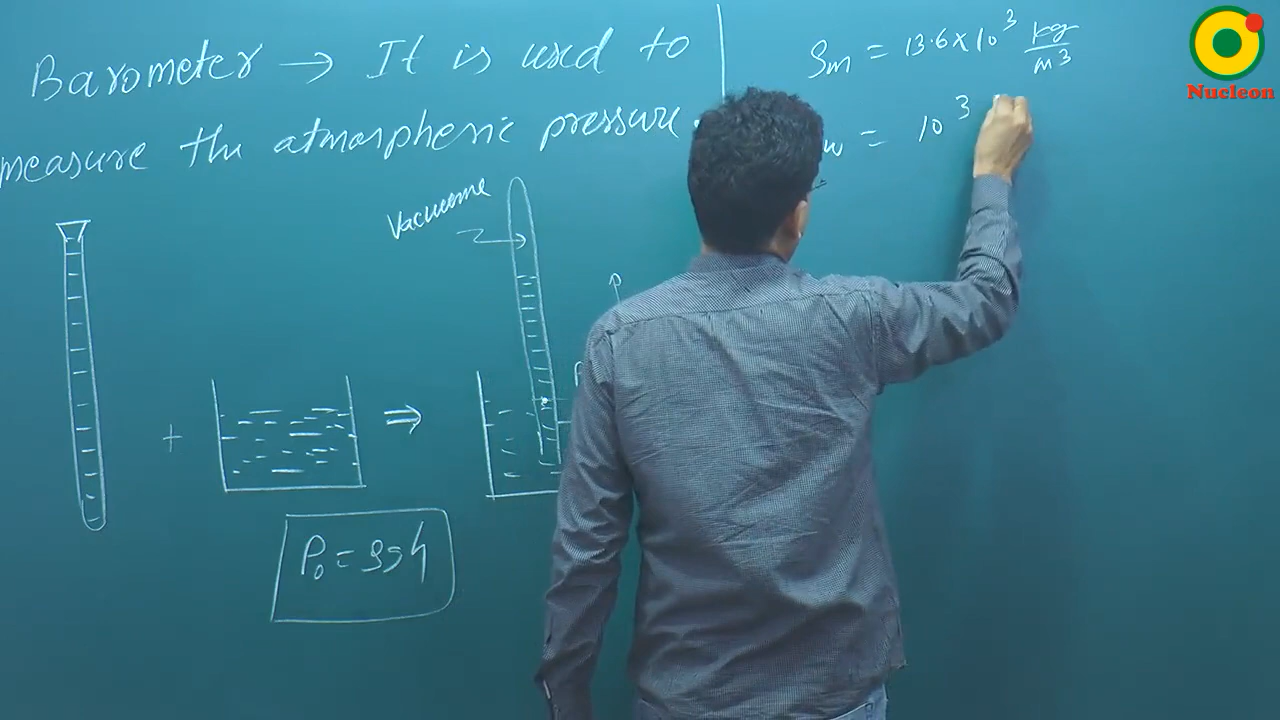 Barometer → It is used to
measure the atmospheric pressure.
Vacuume
+
⇒
P₀ = ρgh
ρm = 13.6×10³ kg/m³
w = 10³
Nucleon